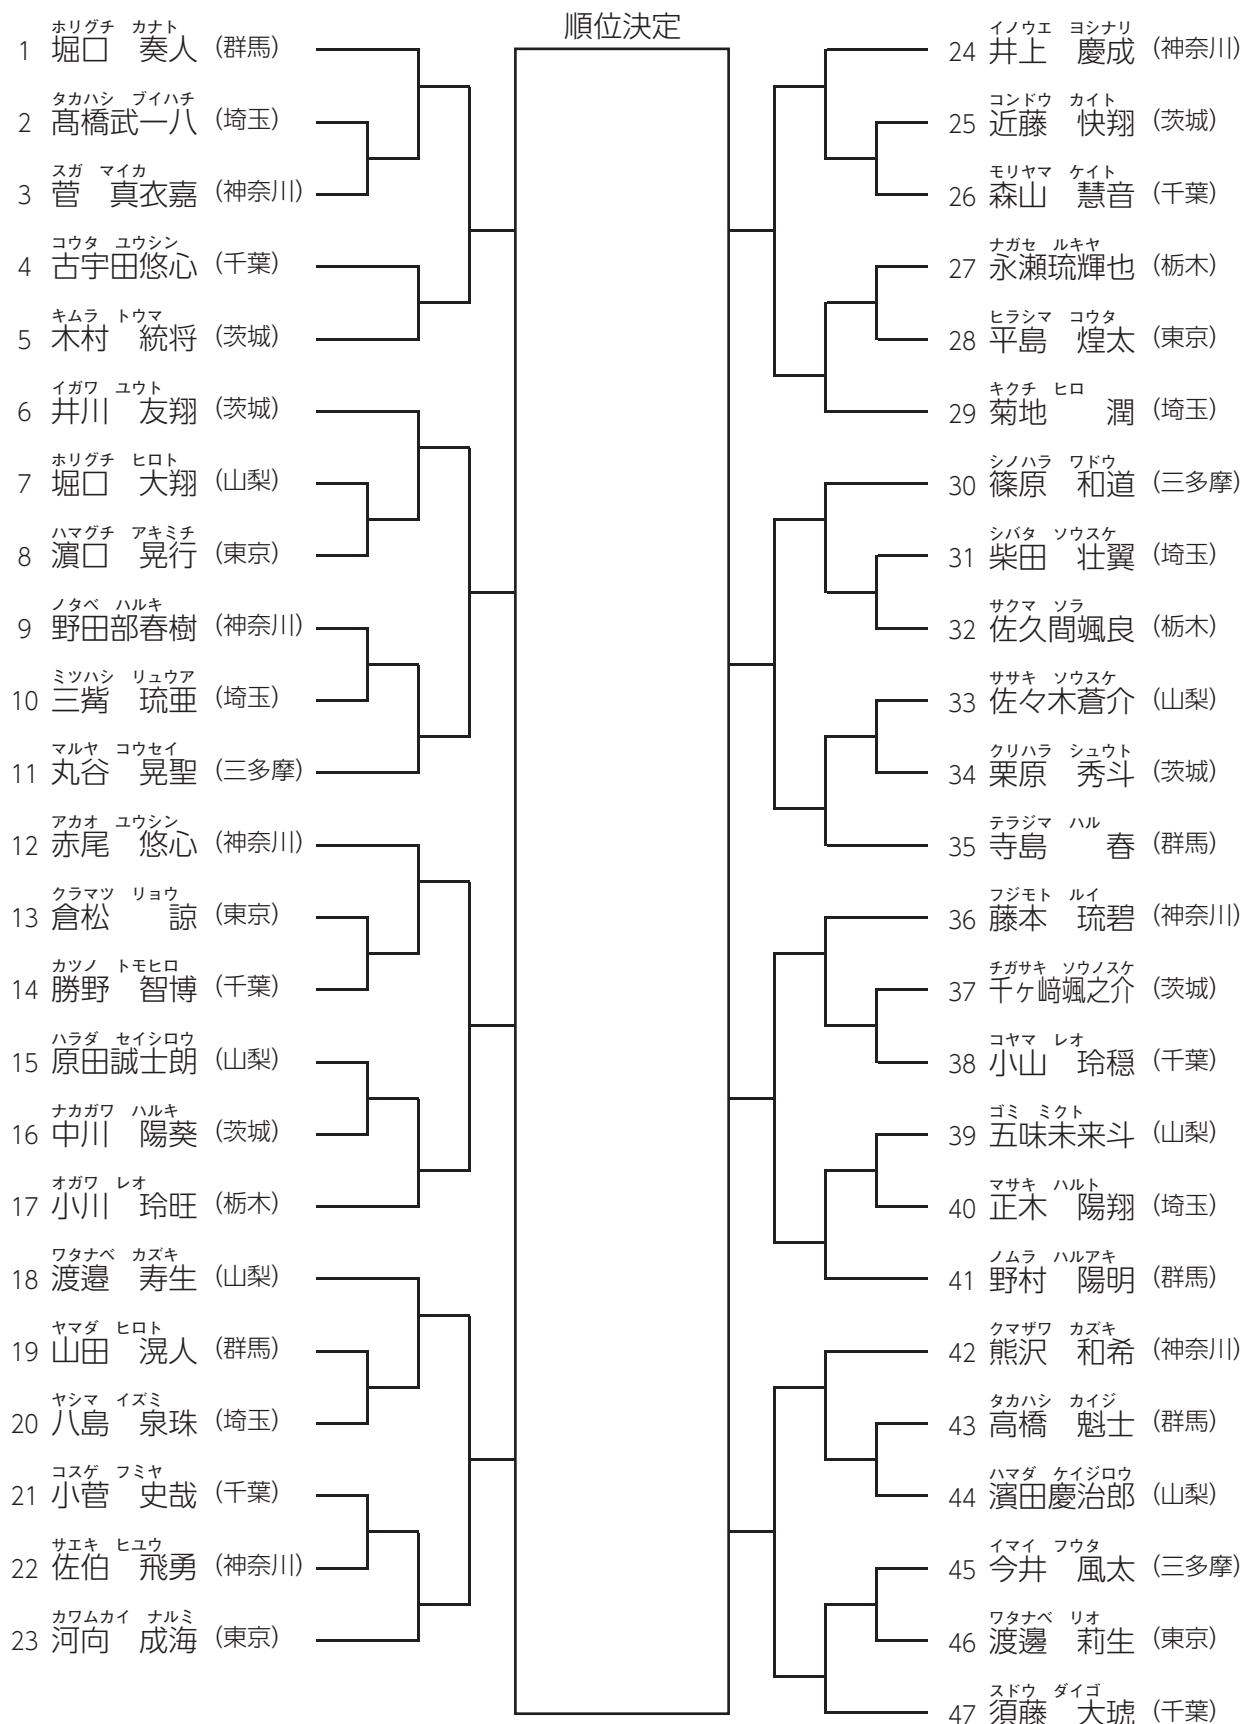 順位決定
ホリグチ カナト
1 堀口 奏人 (群馬)
タカハシ ブイハチ
2 髙橋武一八 (埼玉)
スガ マイカ
3 菅 真衣嘉 (神奈川)
コウタ ユウシン
4 古宇田悠心 (千葉)
キムラ トウマ
5 木村 統将 (茨城)
イガワ ユウト
6 井川 友翔 (茨城)
ホリグチ ヒロト
7 堀口 大翔 (山梨)
ハマグチ アキミチ
8 濵口 晃行 (東京)
ノタベ ハルキ
9 野田部春樹 (神奈川)
ミツハシ リュウア
10 三觜 琉亜 (埼玉)
マルヤ コウセイ
11 丸谷 晃聖 (三多摩)
アカオ ユウシン
12 赤尾 悠心 (神奈川)
クラマツ リョウ
13 倉松 諒 (東京)
カツノ トモヒロ
14 勝野 智博 (千葉)
ハラダ セイシロウ
15 原田誠士朗 (山梨)
ナカガワ ハルキ
16 中川 陽葵 (茨城)
オガワ レオ
17 小川 玲旺 (栃木)
ワタナベ カズキ
18 渡邉 寿生 (山梨)
ヤマダ ヒロト
19 山田 滉人 (群馬)
ヤシマ イズミ
20 八島 泉珠 (埼玉)
コスゲ フミヤ
21 小菅 史哉 (千葉)
サエキ ヒユウ
22 佐伯 飛勇 (神奈川)
カワムカイ ナルミ
23 河向 成海 (東京)
イノウエ ヨシナリ
24 井上 慶成 (神奈川)
コンドウ カイト
25 近藤 快翔 (茨城)
モリヤマ ケイト
26 森山 慧音 (千葉)
ナガセ ルキヤ
27 永瀬琉輝也 (栃木)
ヒラシマ コウタ
28 平島 煌太 (東京)
キクチ ヒロ
29 菊地 潤 (埼玉)
シノハラ ワドウ
30 篠原 和道 (三多摩)
シバタ ソウスケ
31 柴田 壮翼 (埼玉)
サクマ ソラ
32 佐久間颯良 (栃木)
ササキ ソウスケ
33 佐々木蒼介 (山梨)
クリハラ シュウト
34 栗原 秀斗 (茨城)
テラジマ ハル
35 寺島 春 (群馬)
フジモト ルイ
36 藤本 琉碧 (神奈川)
チガサキ ソウノスケ
37 千ヶ﨑颯之介 (茨城)
コヤマ レオ
38 小山 玲穏 (千葉)
ゴミ ミクト
39 五味未来斗 (山梨)
マサキ ハルト
40 正木 陽翔 (埼玉)
ノムラ ハルアキ
41 野村 陽明 (群馬)
クマザワ カズキ
42 熊沢 和希 (神奈川)
タカハシ カイジ
43 高橋 魁士 (群馬)
ハマダ ケイジロウ
44 濱田慶治郎 (山梨)
イマイ フウタ
45 今井 風太 (三多摩)
ワタナベ リオ
46 渡邊 莉生 (東京)
スドウ ダイゴ
47 須藤 大琥 (千葉)